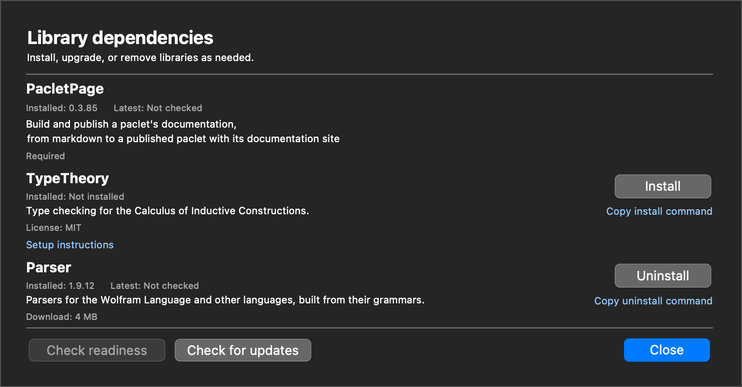 Library dependencies
Install, upgrade, or remove libraries as needed.
PacletPage
Installed: 0.3.85 Latest: Not checked
Build and publish a paclet's documentation,
from markdown to a published paclet with its documentation site
Required
TypeTheory
Install
Installed: Not installed
Type checking for the Calculus of Inductive Constructions.
Copy install command
License: MIT
Setup instructions
Parser
Uninstall
Installed: 1.9.12 Latest: Not checked
Parsers for the Wolfram Language and other languages, built from their grammars.
Copy uninstall command
Download: 4 MB
Check readiness
Check for updates
Close